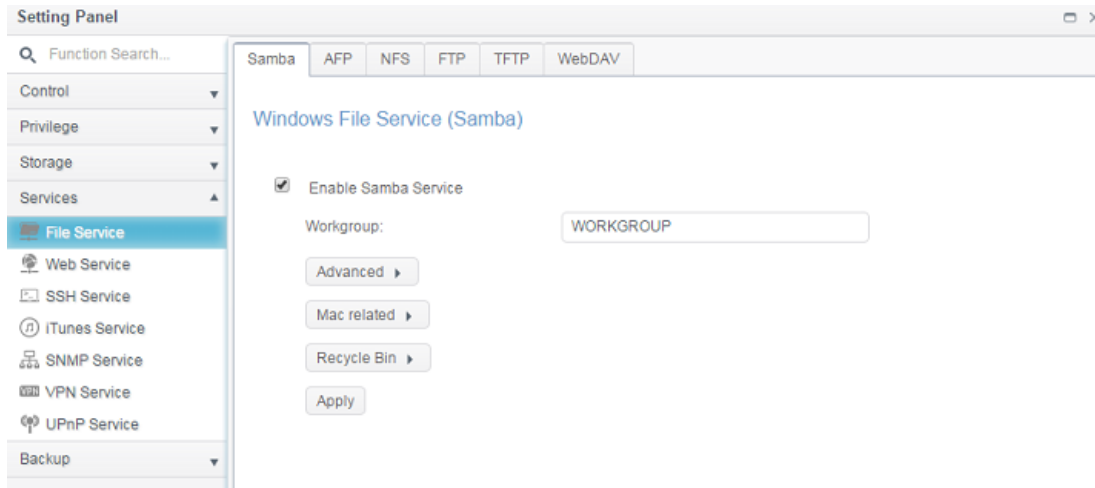 Setting Panel
Function Search...
Control
Privilege
Storage
Services
File Service
Web Service
SSH Service
iTunes Service
SNMP Service
VPN VPN Service
UPnP Service
Backup
Samba AFP NFS FTP TFTP WebDAV
Windows File Service (Samba)
Enable Samba Service
Workgroup: WORKGROUP
Advanced
Mac related
Recycle Bin
Apply